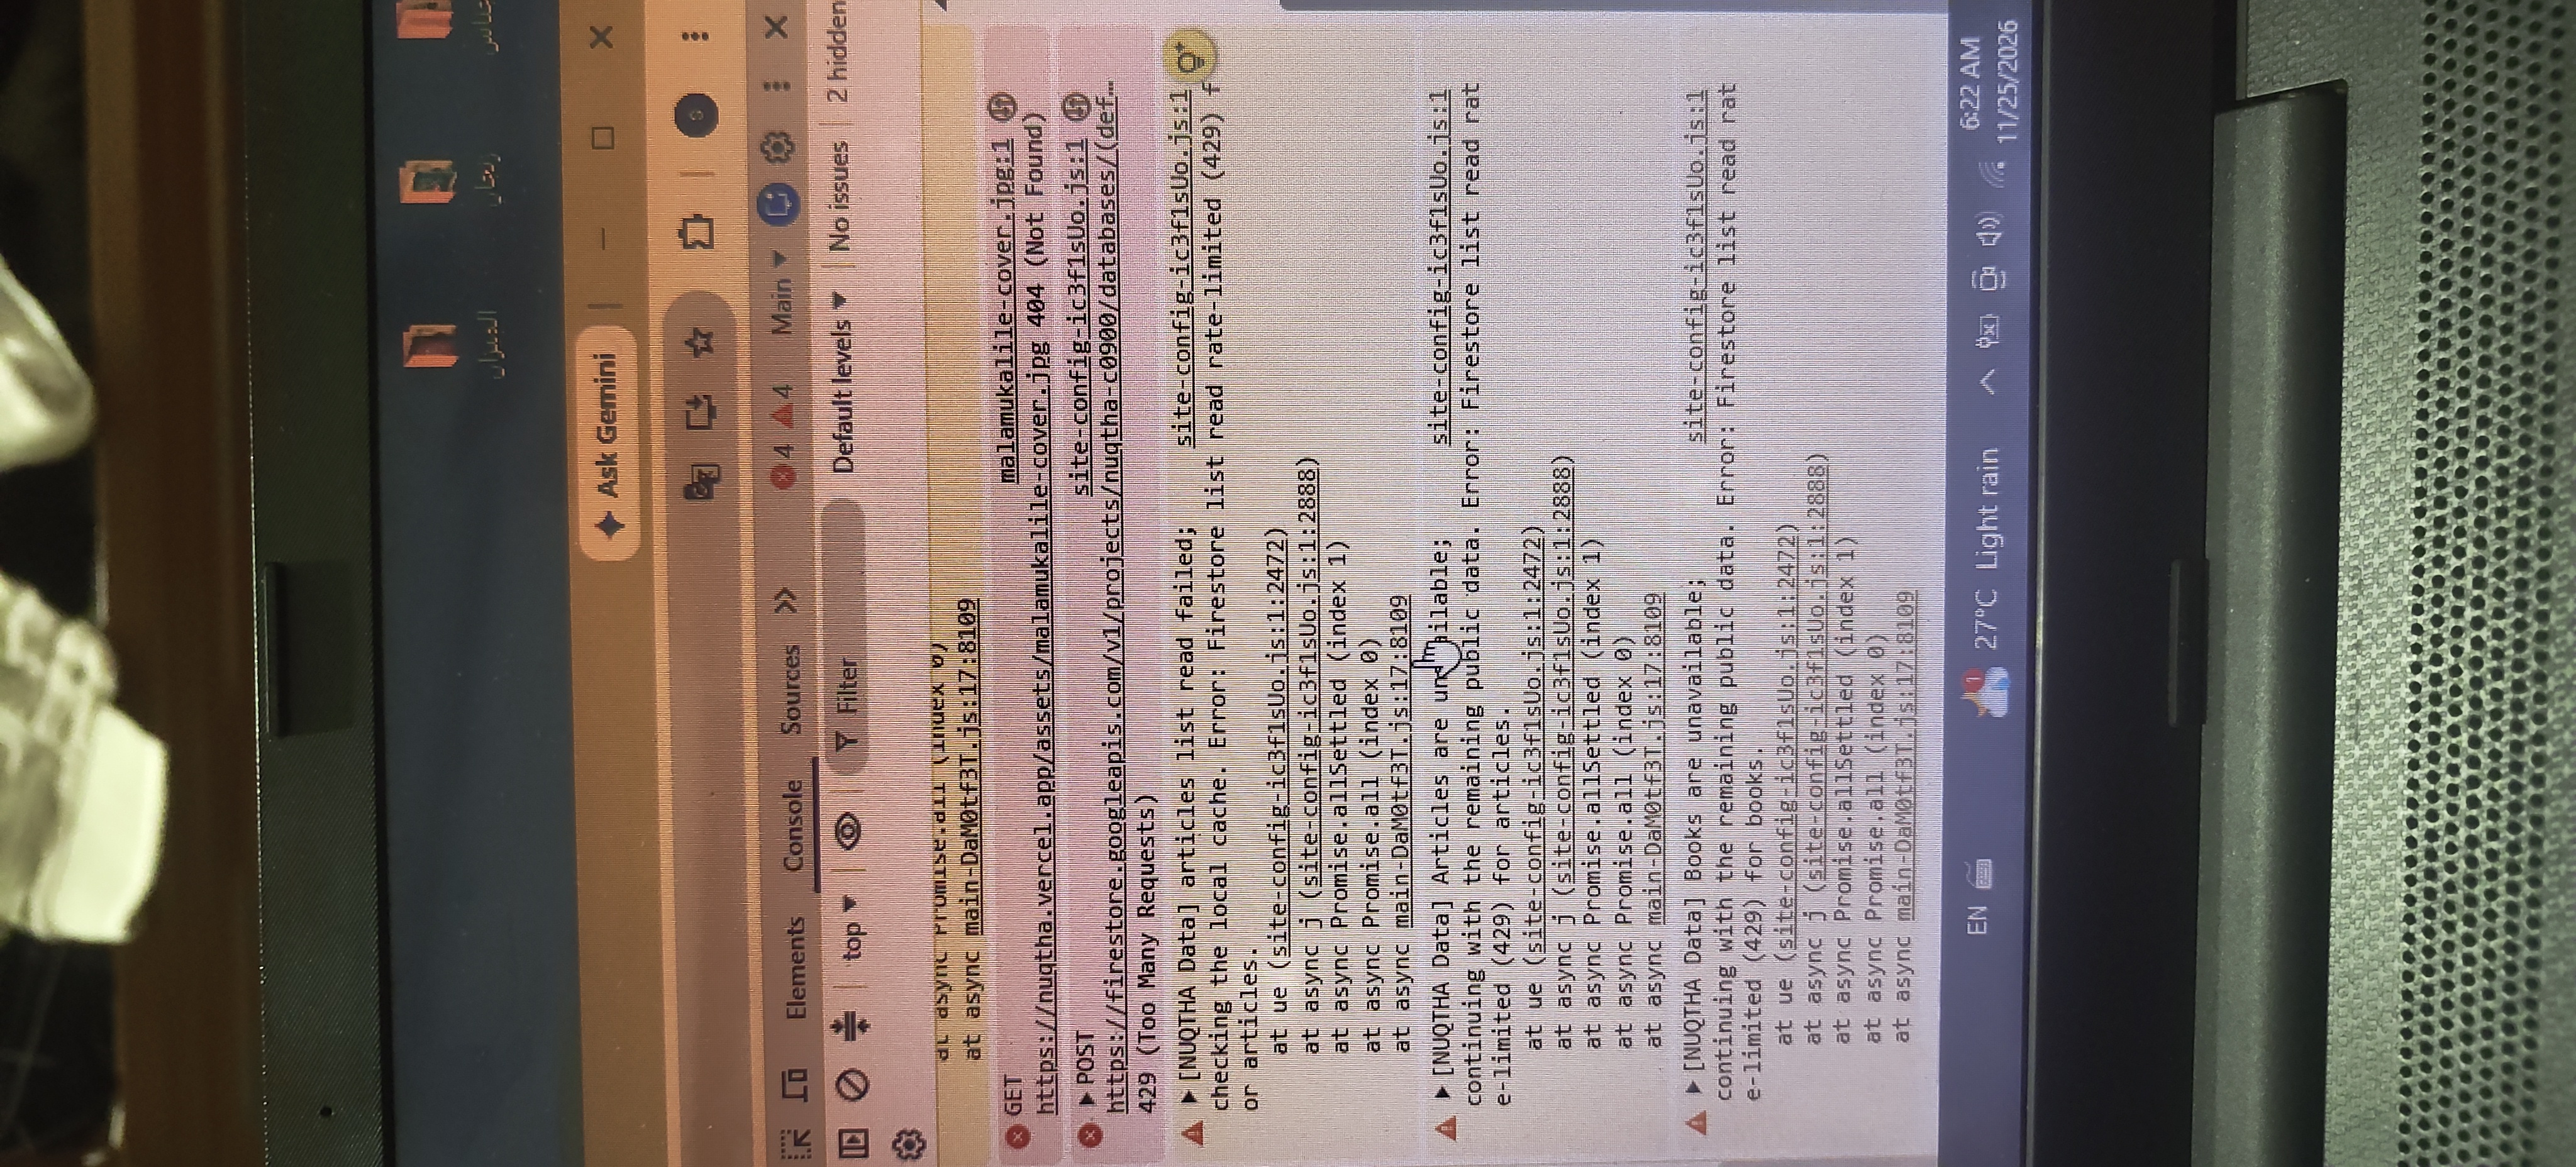 الميزان
Ask Gemini
Elements Console Sources 4 4 Main
top Filter Default levels No issues 2 hidden
at async Promise.all (index 0)
at async main-DaM0tf3T.js:17:8109
GET malamukalile-cover.jpg:1
https://nuqtha.vercel.app/assets/malamukalile-cover.jpg 404 (Not Found)
POST site-config-ic3f1sUo.js:1
https://firestore.googleapis.com/v1/projects/nuqtha-c0900/databases/(def…
429 (Too Many Requests)
[NUQTHA Data] articles list read failed; site-config-ic3f1sUo.js:1
checking the local cache. Error: Firestore list read rate-limited (429) f
or articles.
at ue (site-config-ic3f1sUo.js:1:2472)
at async j (site-config-ic3f1sUo.js:1:2888)
at async Promise.allSettled (index 1)
at async Promise.all (index 0)
at async main-DaM0tf3T.js:17:8109
[NUQTHA Data] Articles are unavailable; site-config-ic3f1sUo.js:1
continuing with the remaining public data. Error: Firestore list read rat
e-limited (429) for articles.
at ue (site-config-ic3f1sUo.js:1:2472)
at async j (site-config-ic3f1sUo.js:1:2888)
at async Promise.allSettled (index 1)
at async Promise.all (index 0)
at async main-DaM0tf3T.js:17:8109
[NUQTHA Data] Books are unavailable; site-config-ic3f1sUo.js:1
continuing with the remaining public data. Error: Firestore list read rat
e-limited (429) for books.
at ue (site-config-ic3f1sUo.js:1:2472)
at async j (site-config-ic3f1sUo.js:1:2888)
at async Promise.allSettled (index 1)
at async Promise.all (index 0)
at async main-DaM0tf3T.js:17:8109
EN 1 27°C Light rain 6:22 AM
11/25/2026